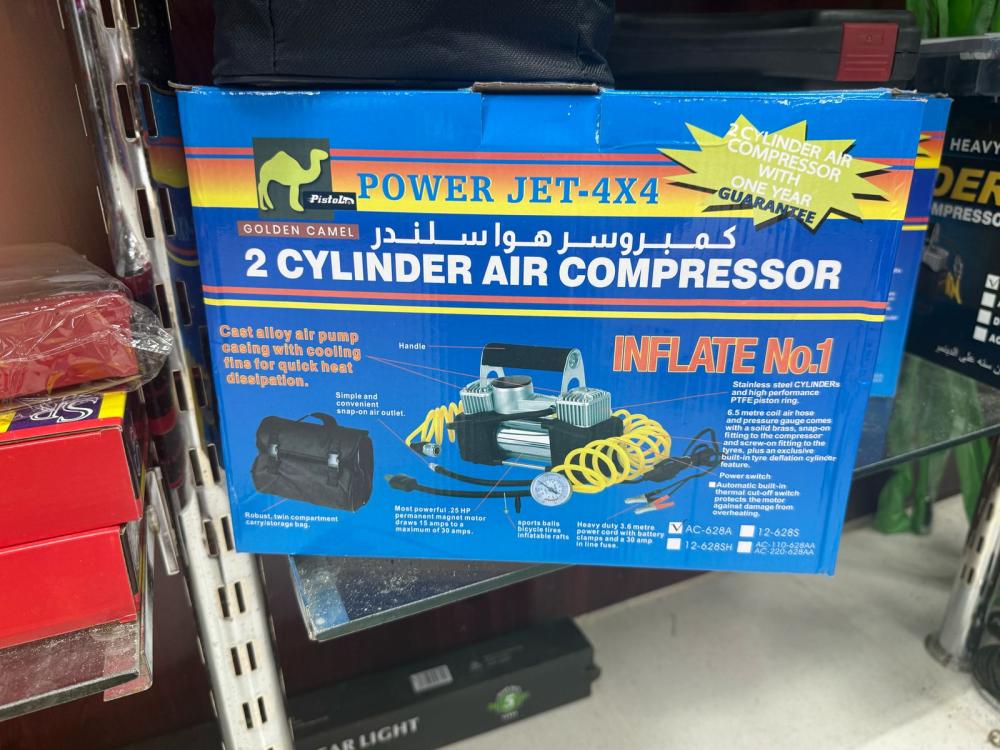 2 CYLINDER AIR
COMPRESSOR
WITH
ONE YEAR
GUARANTEE
POWER JET-4X4
GOLDEN CAMEL
كمبروسر هوا سلندر
2 CYLINDER AIR COMPRESSOR
INFLATE No.1
Cast alloy air pump
casing with cooling
fins for quick heat
dissipation.
Handle
Simple and
convenient
snap-on air outlet.
Stainless steel CYLINDERs
and high performance
PTFE piston ring.
6.5 metre coil air hose
and pressure gauge comes
with a solid brass, snap-on
fitting to the compressor
and screw-on fitting to the
tyres, plus an exclusive
built-in tyre deflation cylincer
feature.
Power switch
Automatic built-in
thermal cut-off switch
protects the motor
against damage from
overheating.
Robust, twin compartment
carry/storage bag.
Most powerful .25 HP
permanent magnet motor
draws 15 amps to a
maximum of 30 amps.
sports balls
bicycle tires
inflatable rafts
Heavy duty 3.6 metre
power cord with battery
clamps and a 30 amp
in line fuse.
AC-628A
12-628S
12-628SH
AC-110-628AA
AC-220-628AA
HEAVY
LIGHT